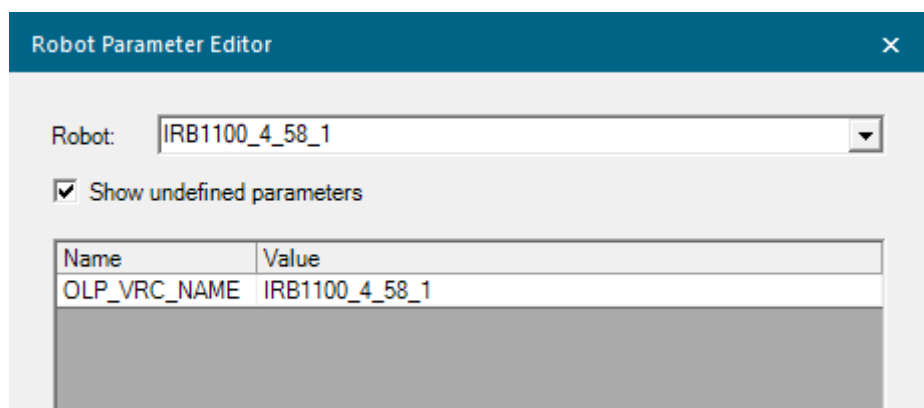 Robot Parameter Editor
Robot: IRB1100_4_58_1
Show undefined parameters
Name Value
OLP_VRC_NAME IRB1100_4_58_1